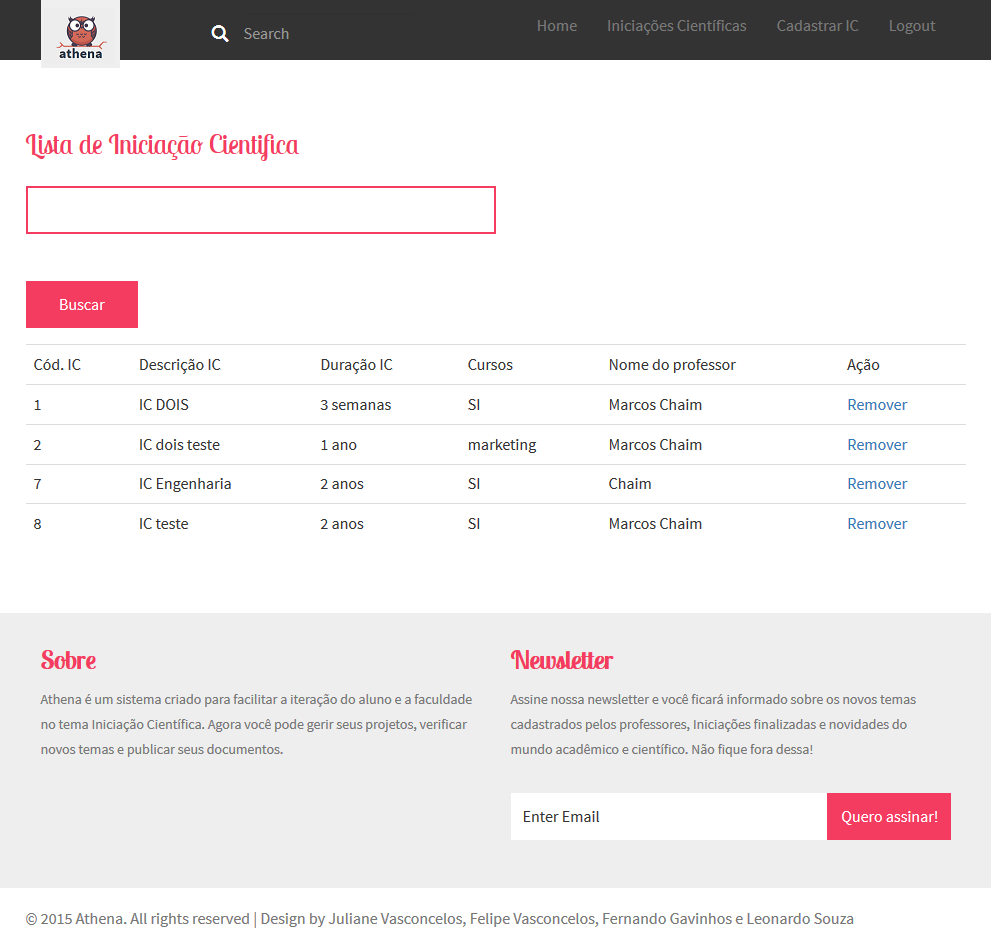 athena
Search
Home Iniciações Científicas Cadastrar IC Logout
Lista de Iniciação Cientifica
Buscar
Cód. IC Descrição IC Duração IC Cursos Nome do professor Ação
1 IC DOIS 3 semanas SI Marcos Chaim Remover
2 IC dois teste 1 ano marketing Marcos Chaim Remover
7 IC Engenharia 2 anos SI Chaim Remover
8 IC teste 2 anos SI Marcos Chaim Remover
Sobre
Athena é um sistema criado para facilitar a iteração do aluno e a faculdade
no tema Iniciação Científica. Agora você pode gerir seus projetos, verificar
novos temas e publicar seus documentos.
Newsletter
Assine nossa newsletter e você ficará informado sobre os novos temas
cadastrados pelos professores, Iniciações finalizadas e novidades do
mundo acadêmico e científico. Não fique fora dessa!
Enter Email
Quero assinar!
© 2015 Athena. All rights reserved | Design by Juliane Vasconcelos, Felipe Vasconcelos, Fernando Gavinhos e Leonardo Souza